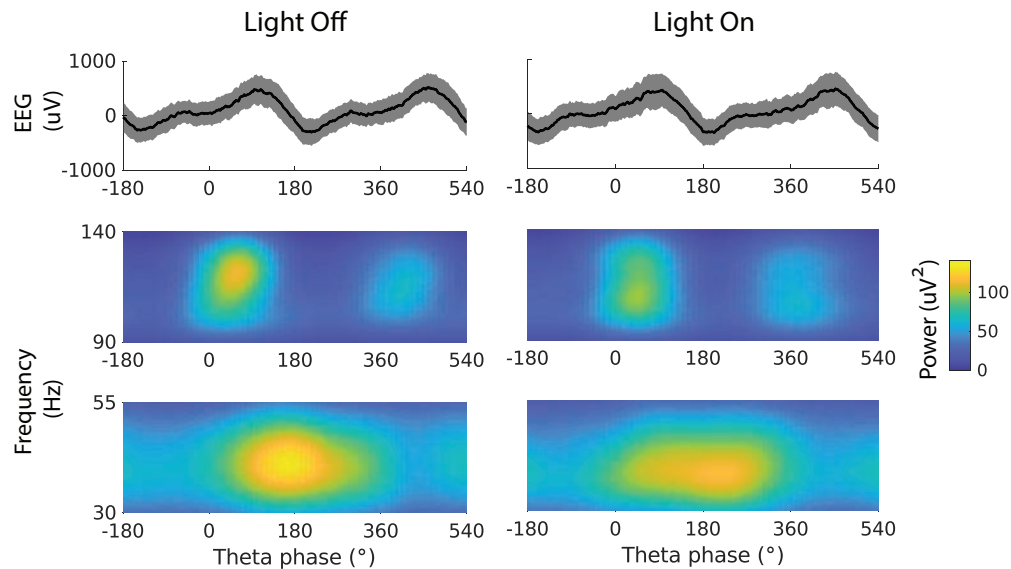 Light Off
Light On
EEG
(uV)
1000
0
-1000
-180 0 180 360 540
-180 0 180 360 540
Frequency
(Hz)
140
90
-180 0 180 360 540
-180 0 180 360 540
Power (uV²)
100
50
0
55
30
-180 0 180 360 540
-180 0 180 360 540
Theta phase (°)
Theta phase (°)